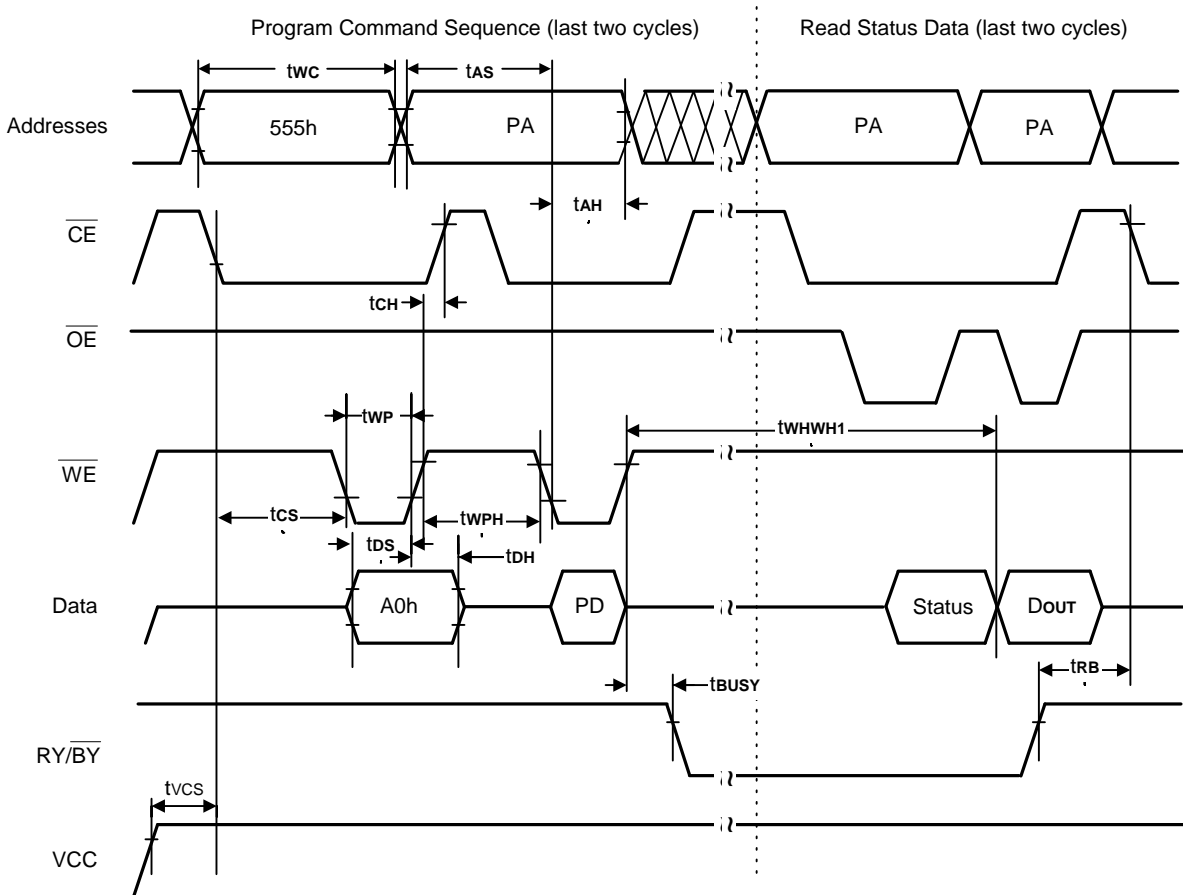 Program Command Sequence (last two cycles)
Read Status Data (last two cycles)
tWC
tAS
Addresses
555h
PA
PA
PA
tAH
CE
tCH
OE
tWP
tWHWH1
WE
tCS
tWPH
tDS
tDH
Data
A0h
PD
Status
DOUT
tBUSY
tRB
RY/BY
tVCS
VCC